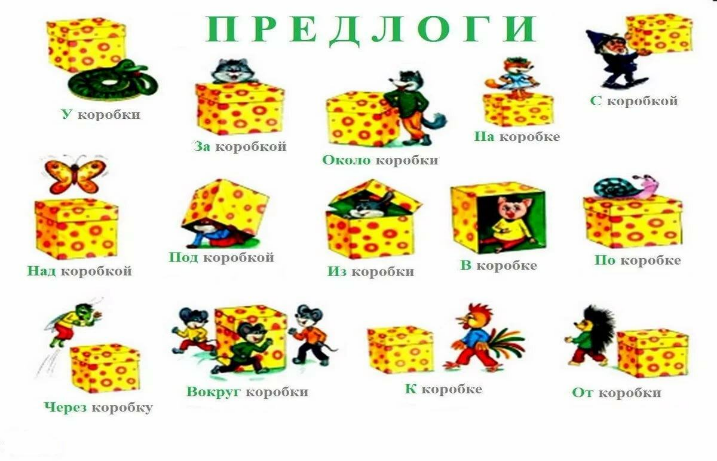 ПРЕДЛОГИ
У коробки
За коробкой
Около коробки
На коробке
С коробкой
Над коробкой
Под коробкой
Из коробки
В коробке
По коробке
Через коробку
Вокруг коробки
К коробке
От коробки